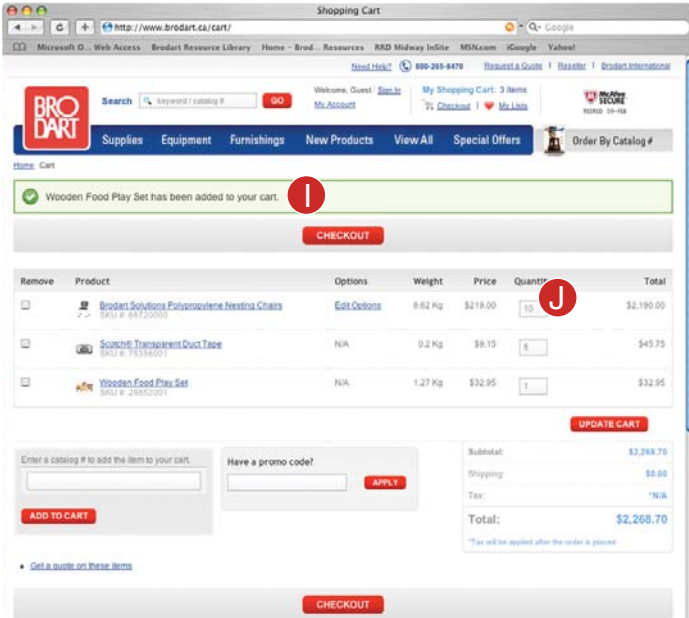 Shopping Cart
http://www.brodart.ca/cart/
Google
Microsoft O... Web Access Brodart Resource Library Home – Brod... Resources RRD Midway InSite MSN.com iGoogle Yahoo!
Need Help? 800-265-8470 Request a Quote | Reseller | Brodart International
BRO
DART
Search keyword / catalog # GO
Welcome, Guest | Sign In
My Account
My Shopping Cart: 3 items
Checkout | My Lists
McAfee
SECURE
Supplies Equipment Furnishings New Products View All Special Offers Order By Catalog #
Home Cart
Wooden Food Play Set has been added to your cart. I
CHECKOUT
Remove Product Options Weight Price Quantity Total
J
Brodart Solutions Polypropylene Nesting Chairs Edit Options 6.62 Kg $219.00 10 $2,190.00
SKU #: 68720000
Scotch® Transparent Duct Tape N/A 0.2 Kg $9.15 5 $45.75
SKU #: 75356001
Wooden Food Play Set N/A 1.27 Kg $32.95 1 $32.95
SKU #: 29852001
UPDATE CART
Enter a catalog # to add the item to your cart.
ADD TO CART
Have a promo code?
APPLY
Subtotal: $2,268.70
Shipping: $0.00
Tax: *N/A
Total: $2,268.70
*Tax will be applied after the order is placed.
Get a quote on these items
CHECKOUT